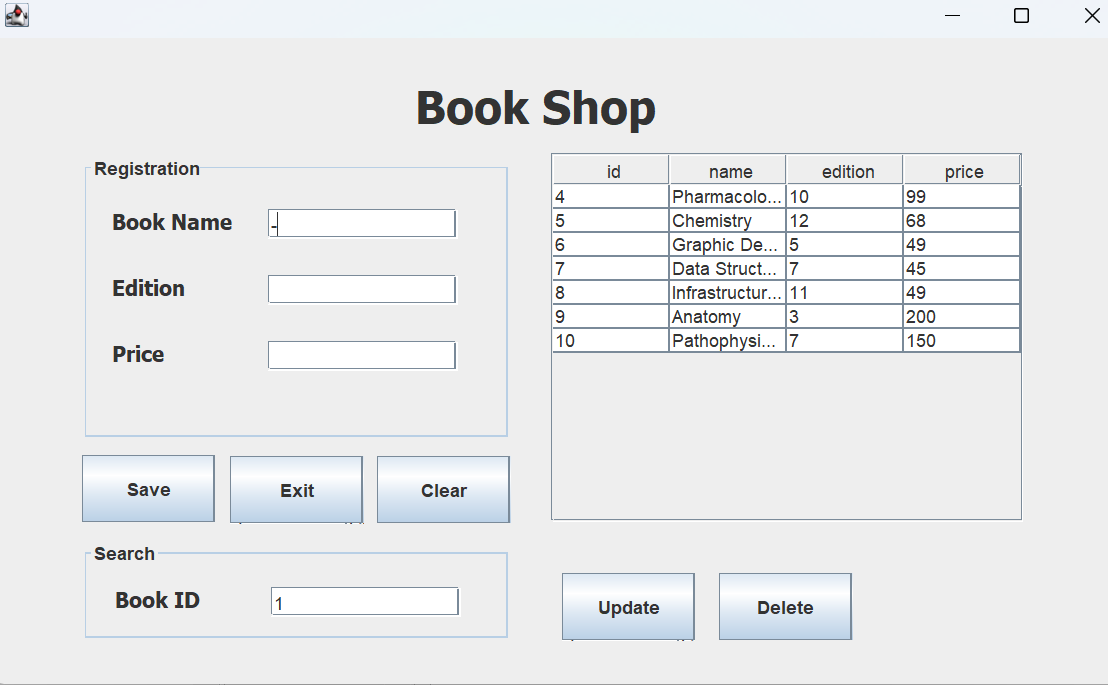 Book Shop
Registration
Book Name -
Edition
Price
Save Exit Clear
Search
Book ID 1
id name edition price
4 Pharmacolo... 10 99
5 Chemistry 12 68
6 Graphic De... 5 49
7 Data Struct... 7 45
8 Infrastructur... 11 49
9 Anatomy 3 200
10 Pathophysi... 7 150
Update Delete